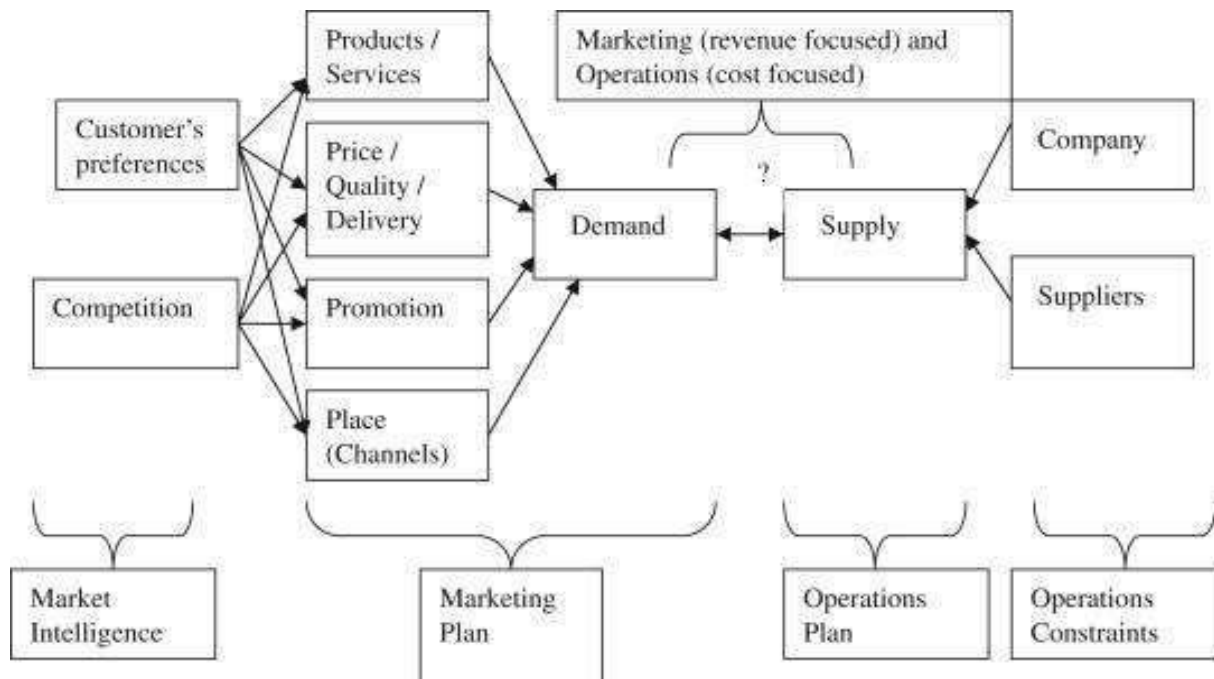 Products /
Services
Marketing (revenue focused) and
Operations (cost focused)
Customer's
preferences
Price /
Quality /
Delivery
Company
?
Demand
Supply
Competition
Promotion
Suppliers
Place
(Channels)
Market
Intelligence
Marketing
Plan
Operations
Plan
Operations
Constraints